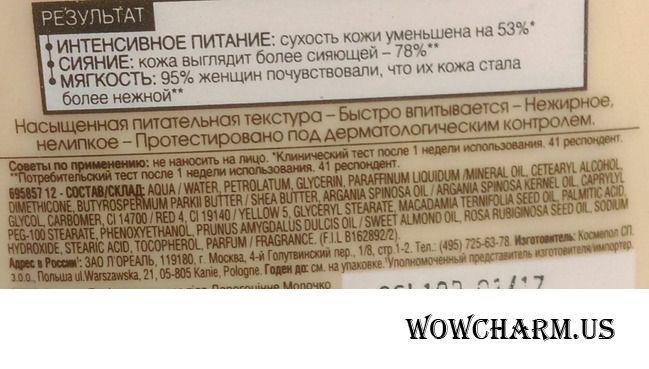 РЕЗУЛЬТАТ
• ИНТЕНСИВНОЕ ПИТАНИЕ: сухость кожи уменьшена на 53%*
• СИЯНИЕ: кожа выглядит более сияющей – 78%**
• МЯГКОСТЬ: 95% женщин почувствовали, что их кожа стала
более нежной**
Насыщенная питательная текстура – Быстро впитывается – Нежирное,
нелипкое – Протестировано под дерматологическим контролем.
Советы по применению: не наносить на лицо. *Клинический тест после 1 недели использования. 41 респондент.
**Потребительский тест после 1 недели использования. 41 респондент.
695857 12 - СОСТАВ/СКЛАД: AQUA / WATER, PETROLATUM, GLYCERIN, PARAFFINUM LIQUIDUM / MINERAL OIL, CETEARYL ALCOHOL,
DIMETHICONE, BUTYROSPERMUM PARKII BUTTER / SHEA BUTTER, ARGANIA SPINOSA OIL / ARGANIA SPINOSA KERNEL OIL, CAPRYLYL
GLYCOL, CARBOMER, CI 14700 / RED 4, CI 19140 / YELLOW 5, GLYCERYL STEARATE, MACADAMIA TERNIFOLIA SEED OIL, PALMITIC ACID,
PEG-100 STEARATE, PHENOXYETHANOL, PRUNUS AMYGDALUS DULCIS OIL / SWEET ALMOND OIL, ROSA RUBIGINOSA SEED OIL, SODIUM
HYDROXIDE, STEARIC ACID, TOCOPHEROL, PARFUM / FRAGRANCE. (F.I.L B162892/2).
Адрес в России: ЗАО Л'ОРЕАЛЬ, 119180, г. Москва, 4-й Голутвинский пер., 1/8, стр.1-2. Тел.: (495) 725-63-78. Изготовитель: Космепол СП.
з.о.о., Польша ul.Warszawska, 21, 05-805 Kanie, Pologne. Годен до: см. на упаковке. *Уполномоченный представитель изготовителя/импортер.
Молочко
WOWCHARM.US